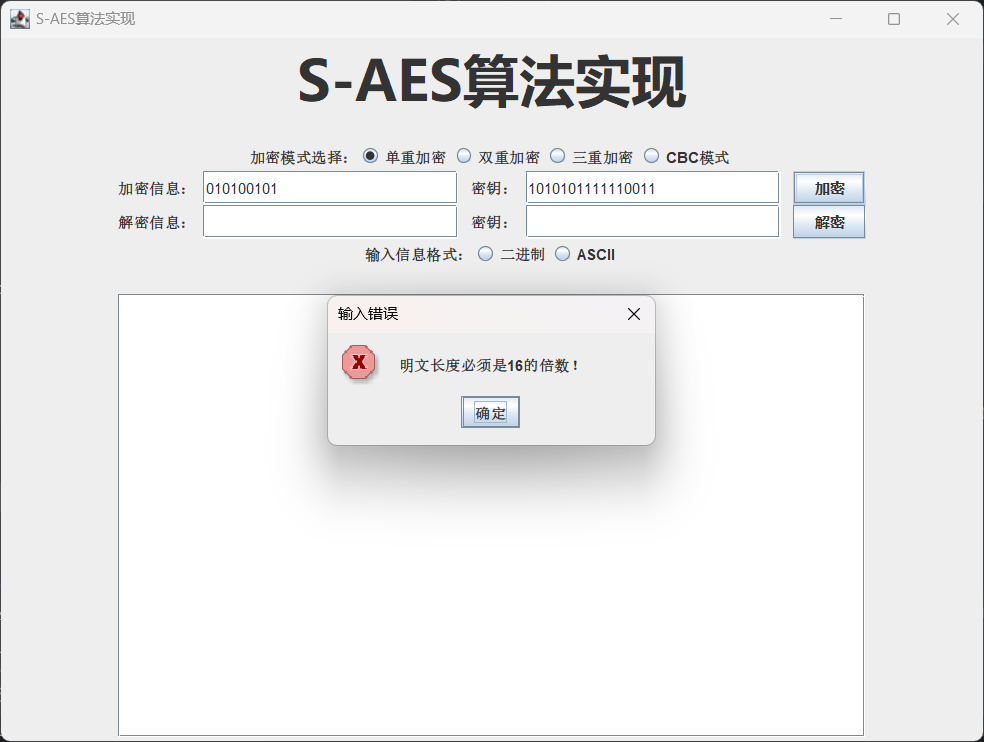 S-AES算法实现
S-AES算法实现
加密模式选择： 单重加密 双重加密 三重加密 CBC模式
加密信息： 010100101 密钥： 1010101111110011 加密
解密信息： 密钥： 解密
输入信息格式： 二进制 ASCII
输入错误
明文长度必须是16的倍数！
确定